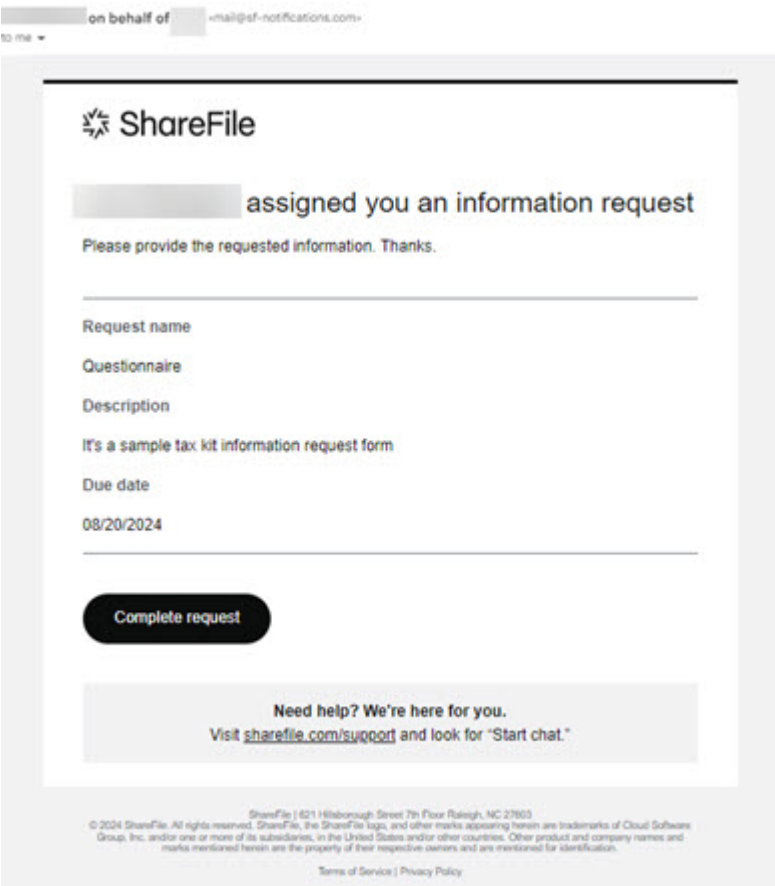 on behalf of <mail@sf-notifications.com>
to me
ShareFile
assigned you an information request
Please provide the requested information. Thanks.
Request name
Questionnaire
Description
It's a sample tax kit information request form
Due date
08/20/2024
Complete request
Need help? We're here for you.
Visit sharefile.com/support and look for "Start chat."
ShareFile | 621 Hillsborough Street 7th Floor Raleigh, NC 27603
© 2024 ShareFile. All rights reserved. ShareFile, the ShareFile logo, and other marks appearing herein are trademarks of Cloud Software
Group, Inc. and/or one or more of its subsidiaries, in the United States and/or other countries. Other product and company names and
marks mentioned herein are the property of their respective owners and are mentioned for identification.
Terms of Service | Privacy Policy